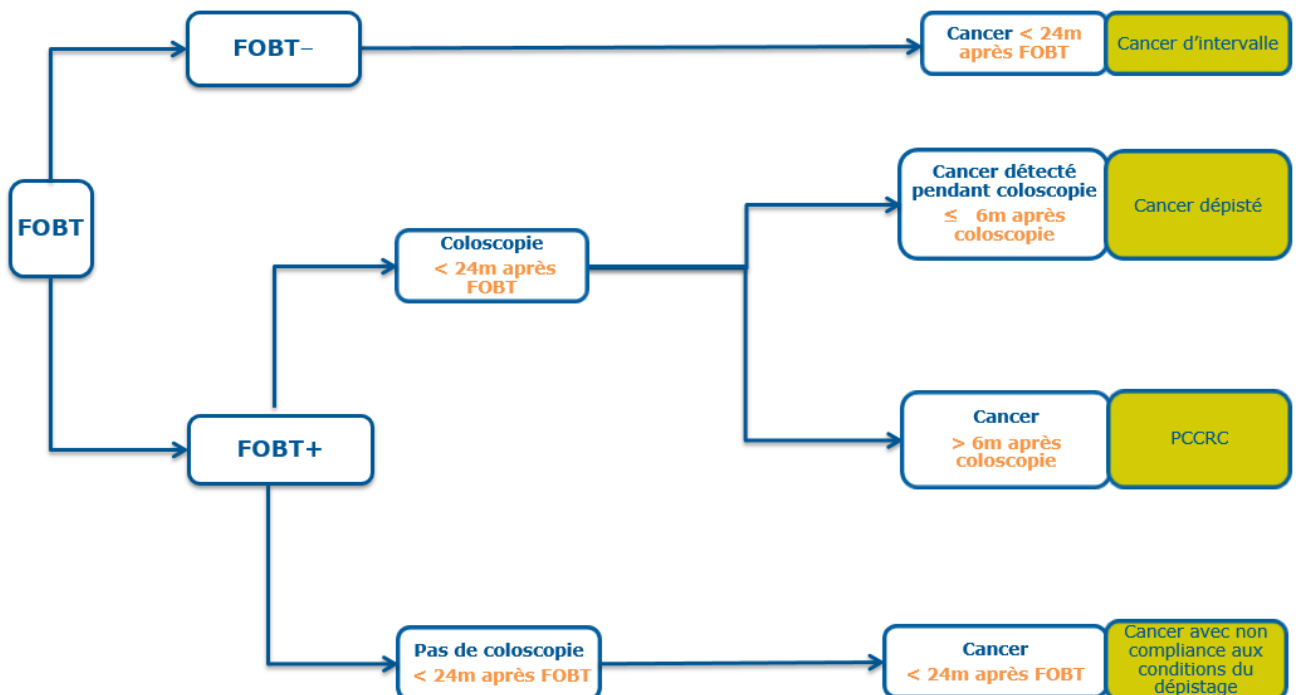 FOBT–
Cancer < 24m
après FOBT
Cancer d'intervalle
FOBT
Cancer détecté
pendant coloscopie
≤ 6m après
coloscopie
Cancer dépisté
Coloscopie
< 24m après
FOBT
FOBT+
Cancer
> 6m après
coloscopie
PCCRC
Pas de coloscopie
< 24m après FOBT
Cancer
< 24m après FOBT
Cancer avec non
compliance aux
conditions du
dépistage